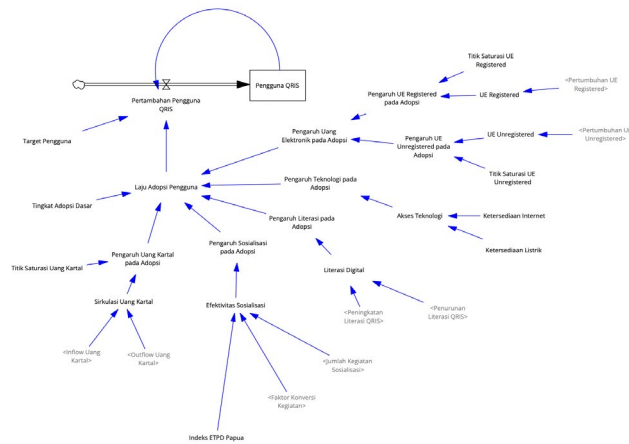 Titik Saturasi UE
Registered
Pengguna QRIS
<Pertumbuhan UE
Registered>
Pengaruh UE Registered
pada Adopsi
UE Registered
Pertambahan Pengguna
QRIS
Target Pengguna
Pengaruh Uang
Elektronik pada Adopsi
Pengaruh UE
Unregistered pada
Adopsi
UE Unregistered
<Pertumbuhan UE
Unregistered>
Titik Saturasi UE
Unregistered
Laju Adopsi Pengguna
Pengaruh Teknologi pada
Adopsi
Tingkat Adopsi Dasar
Akses Teknologi
Ketersediaan Internet
Pengaruh Literasi pada
Adopsi
Ketersediaan Listrik
Pengaruh Sosialisasi
pada Adopsi
Pengaruh Uang Kartal
pada Adopsi
Titik Saturasi Uang Kartal
Literasi Digital
Sirkulasi Uang Kartal
Efektivitas Sosialisasi
<Peningkatan
Literasi QRIS>
<Penurunan
Literasi QRIS>
<Inflow Uang
Kartal>
<Outflow Uang
Kartal>
<Jumlah Kegiatan
Sosialisasi>
<Faktor Konversi
Kegiatan>
Indeks ETPD Papua